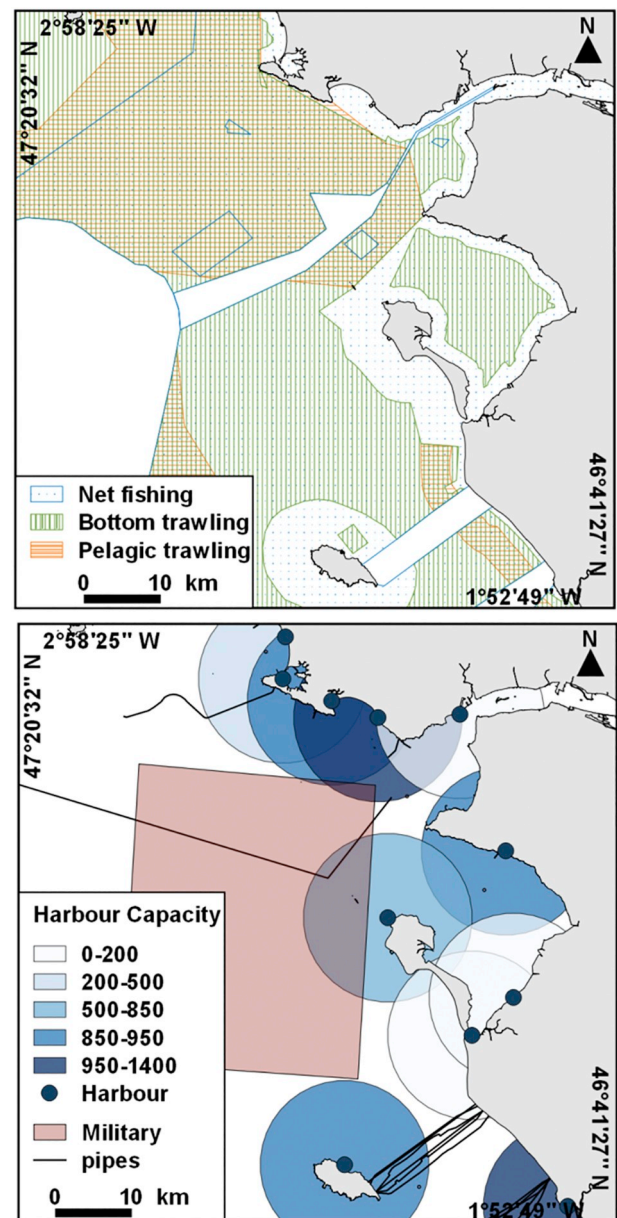 2°58'25" W
N
47°20'32" N
46°41'27" N
Net fishing
Bottom trawling
Pelagic trawling
0 10 km
1°52'49" W
2°58'25" W
N
47°20'32" N
Harbour Capacity
0-200
200-500
500-850
850-950
950-1400
Harbour
Military
pipes
0 10 km
46°41'27" N
1°52'49" W